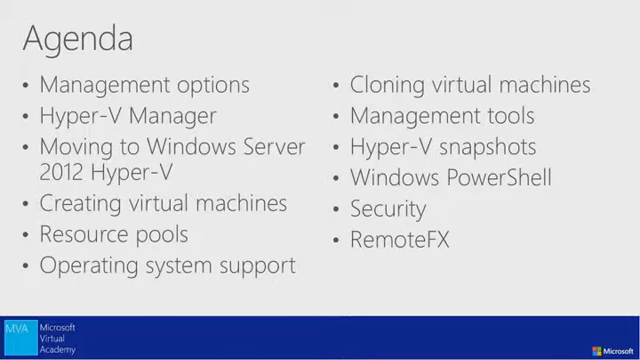 Agenda
• Management options
• Hyper-V Manager
• Moving to Windows Server
2012 Hyper-V
• Creating virtual machines
• Resource pools
• Operating system support
• Cloning virtual machines
• Management tools
• Hyper-V snapshots
• Windows PowerShell
• Security
• RemoteFX
MVA
Microsoft
Virtual
Academy
Microsoft